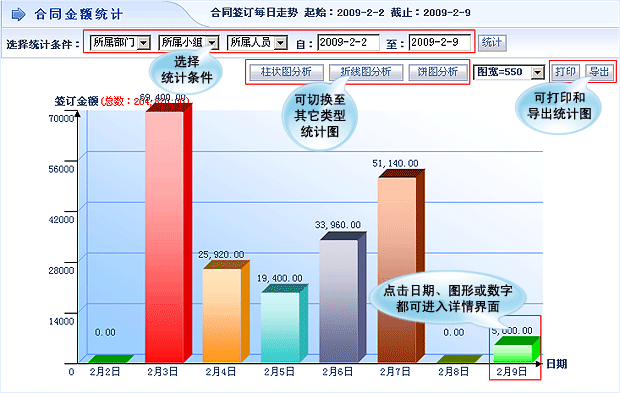 合同金额统计
合同签订每日走势 起始：2009-2-2 截止：2009-2-9
选择统计条件： 所属部门 所属小组 所属人员 自： 2009-2-2 至： 2009-2-9 统计
选择
统计条件
柱状图分析 折线图分析 饼图分析 图宽=550 打印 导出
可切换至
其它类型
统计图
可打印和
导出统计图
签订金额
70000
56000
42000
28000
14000
0
0.00
25,920.00
19,400.00
33,960.00
51,140.00
0.00
5,000.00
点击日期、图形或数字
都可进入详情界面
2月2日 2月3日 2月4日 2月5日 2月6日 2月7日 2月8日 2月9日
日期